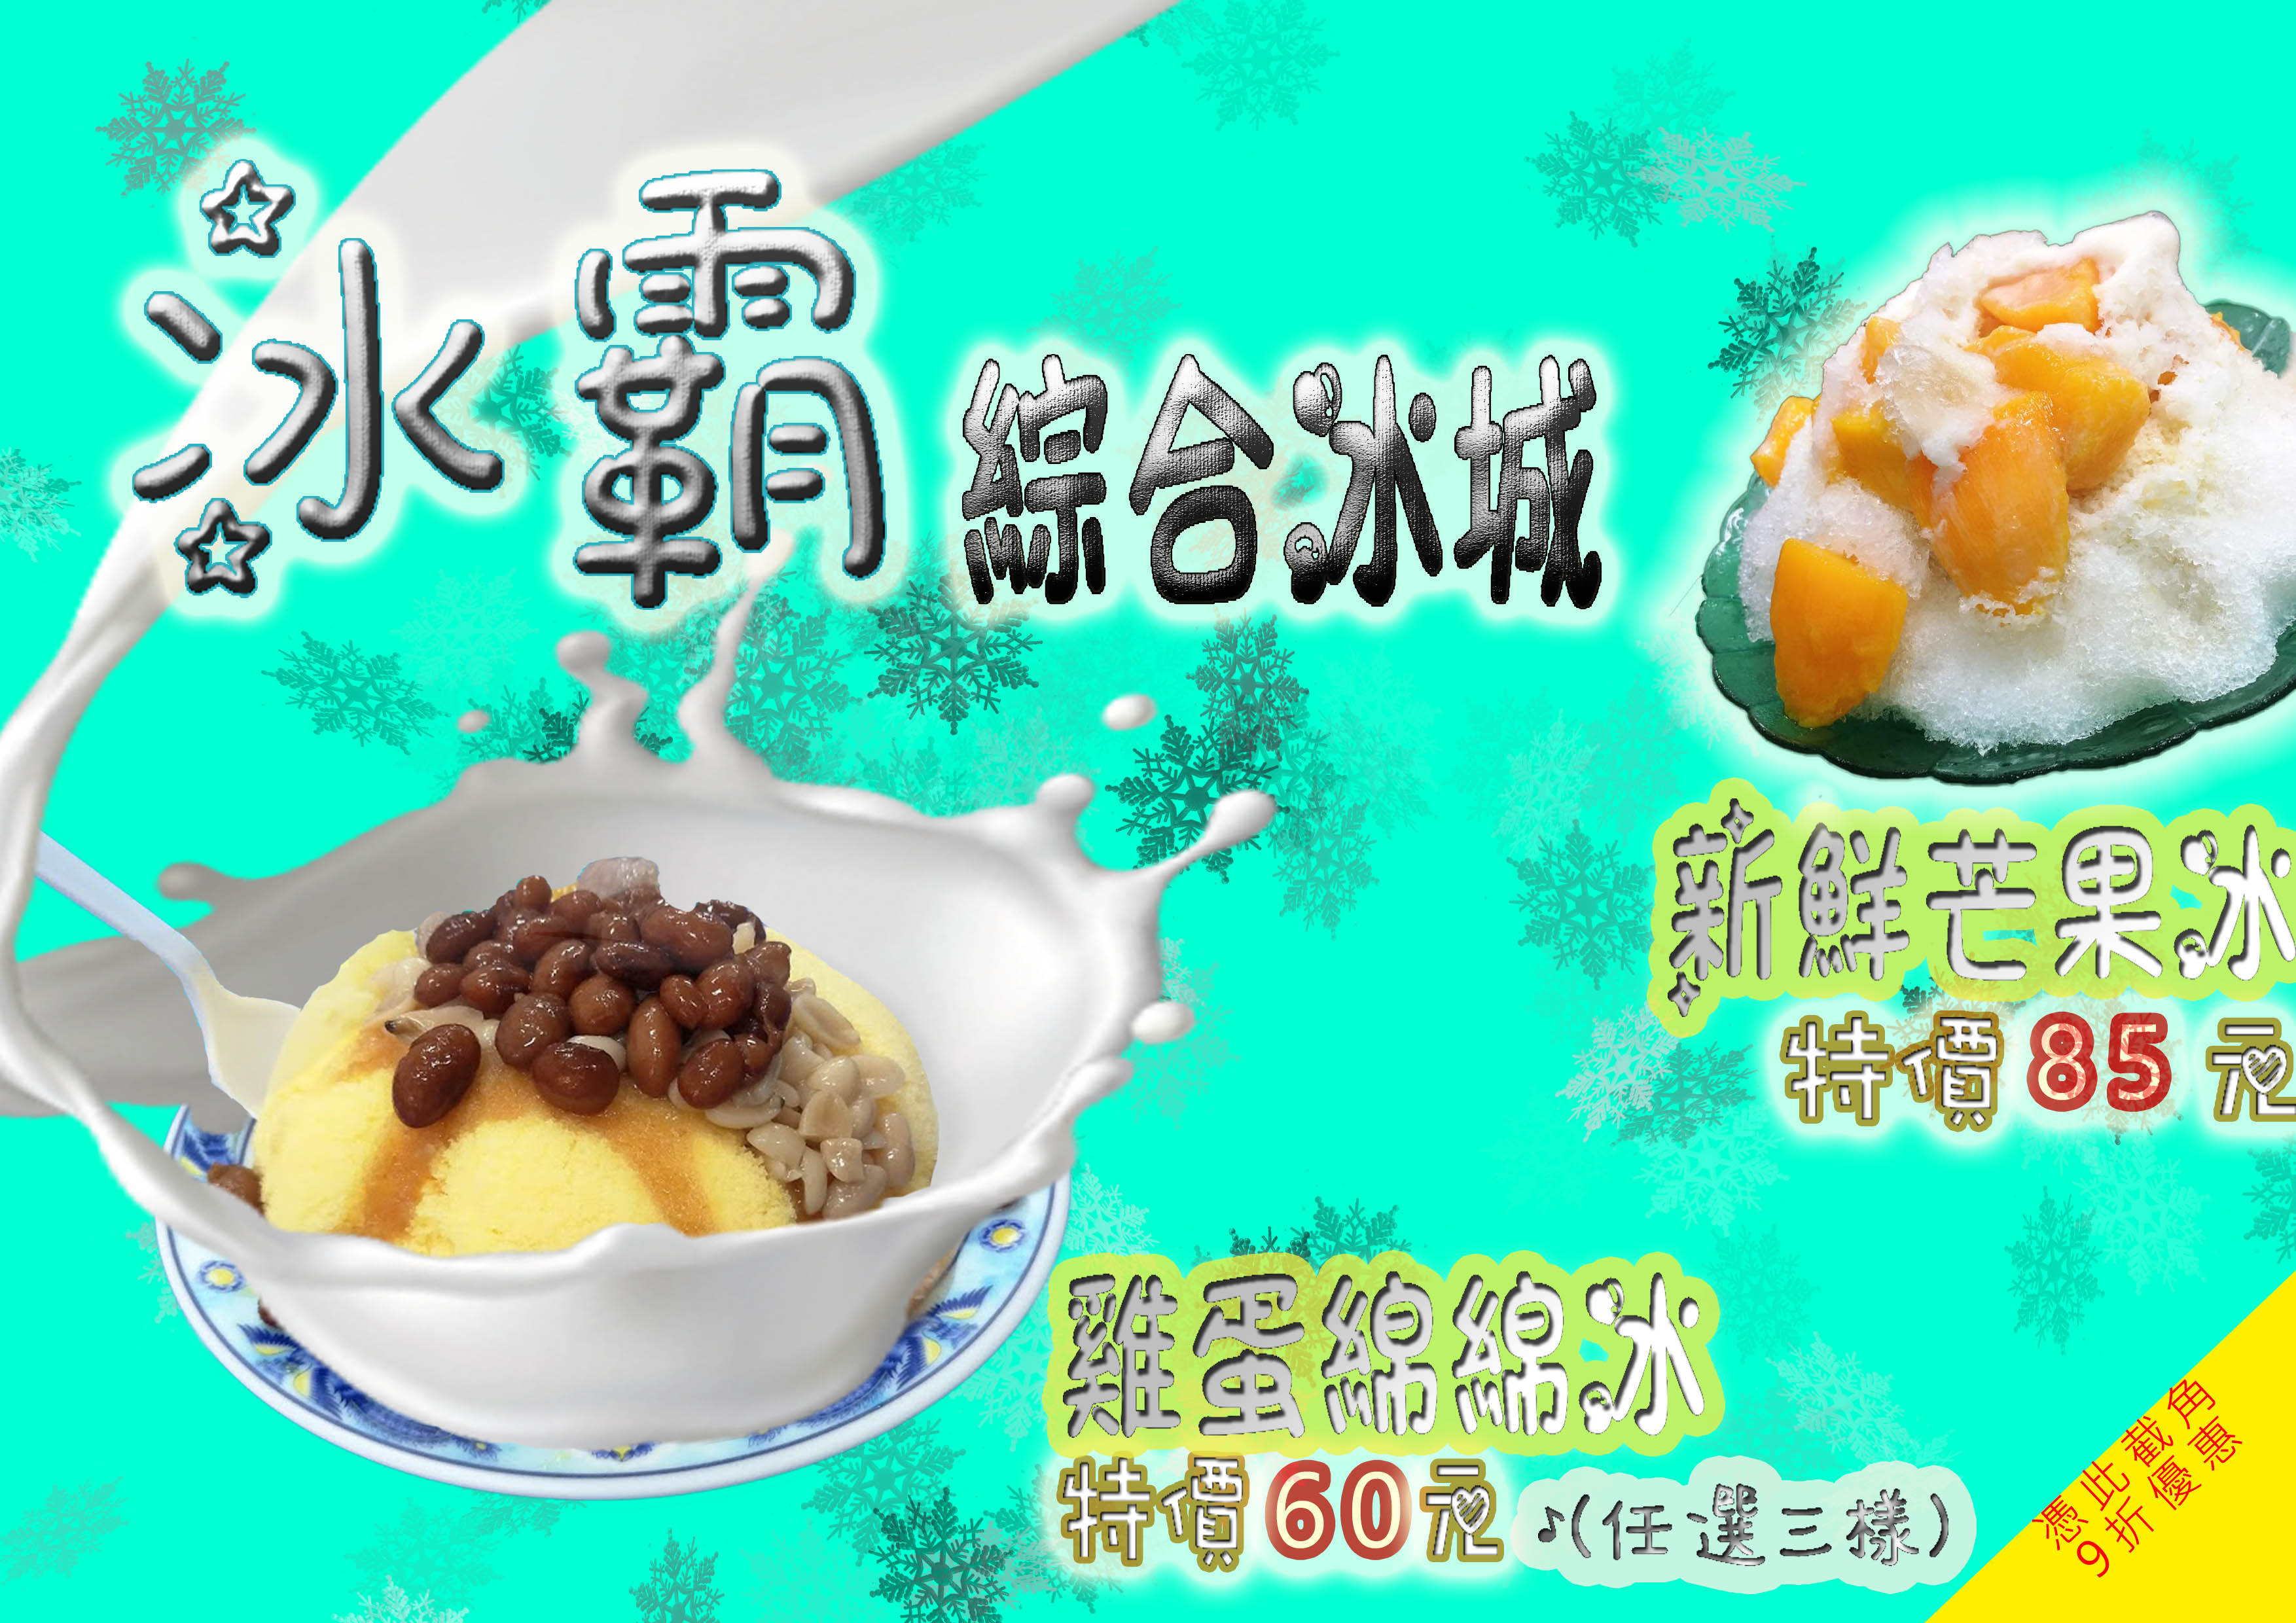 冰霸 綜合冰城
新鮮芒果冰
特價85元
雞蛋綿綿冰
特價60元 ♪(任選三樣)
憑此截角
9折優惠